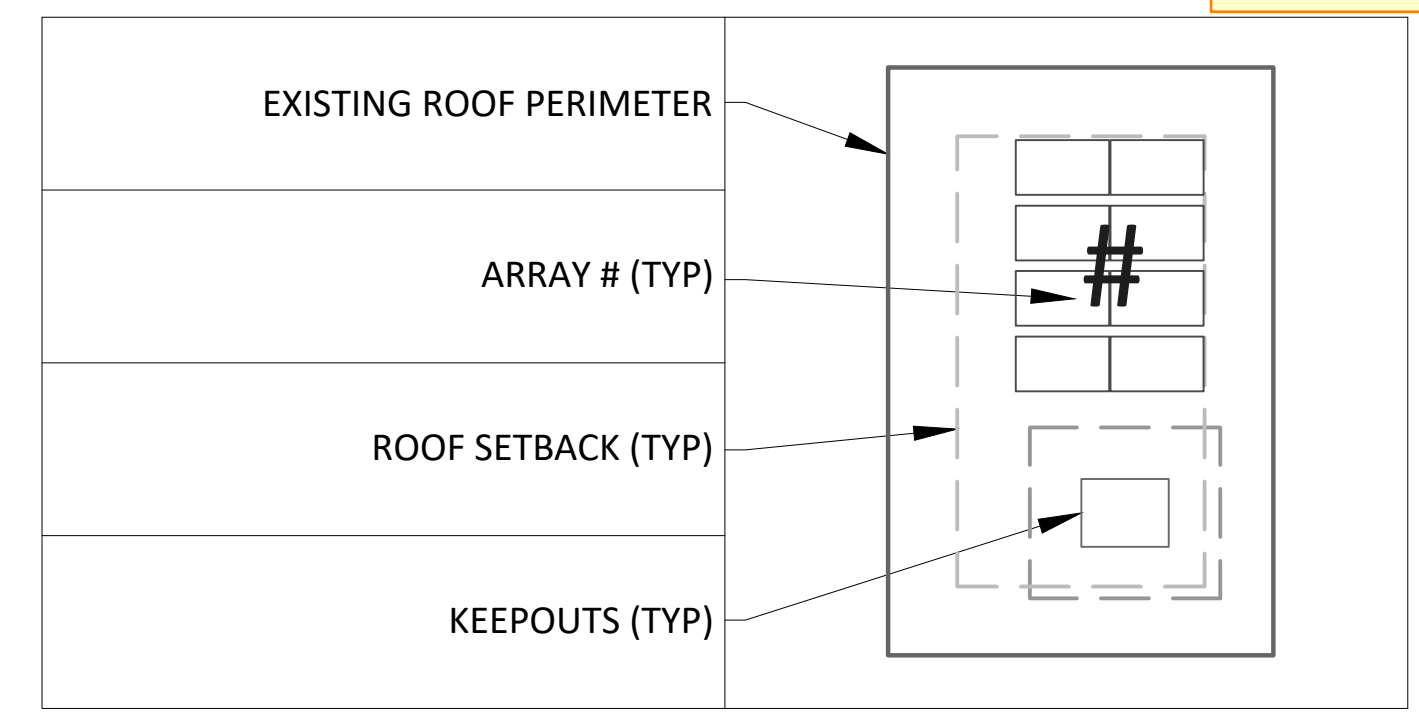 EXISTING ROOF PERIMETER
ARRAY # (TYP)
#
ROOF SETBACK (TYP)
KEEPOUTS (TYP)